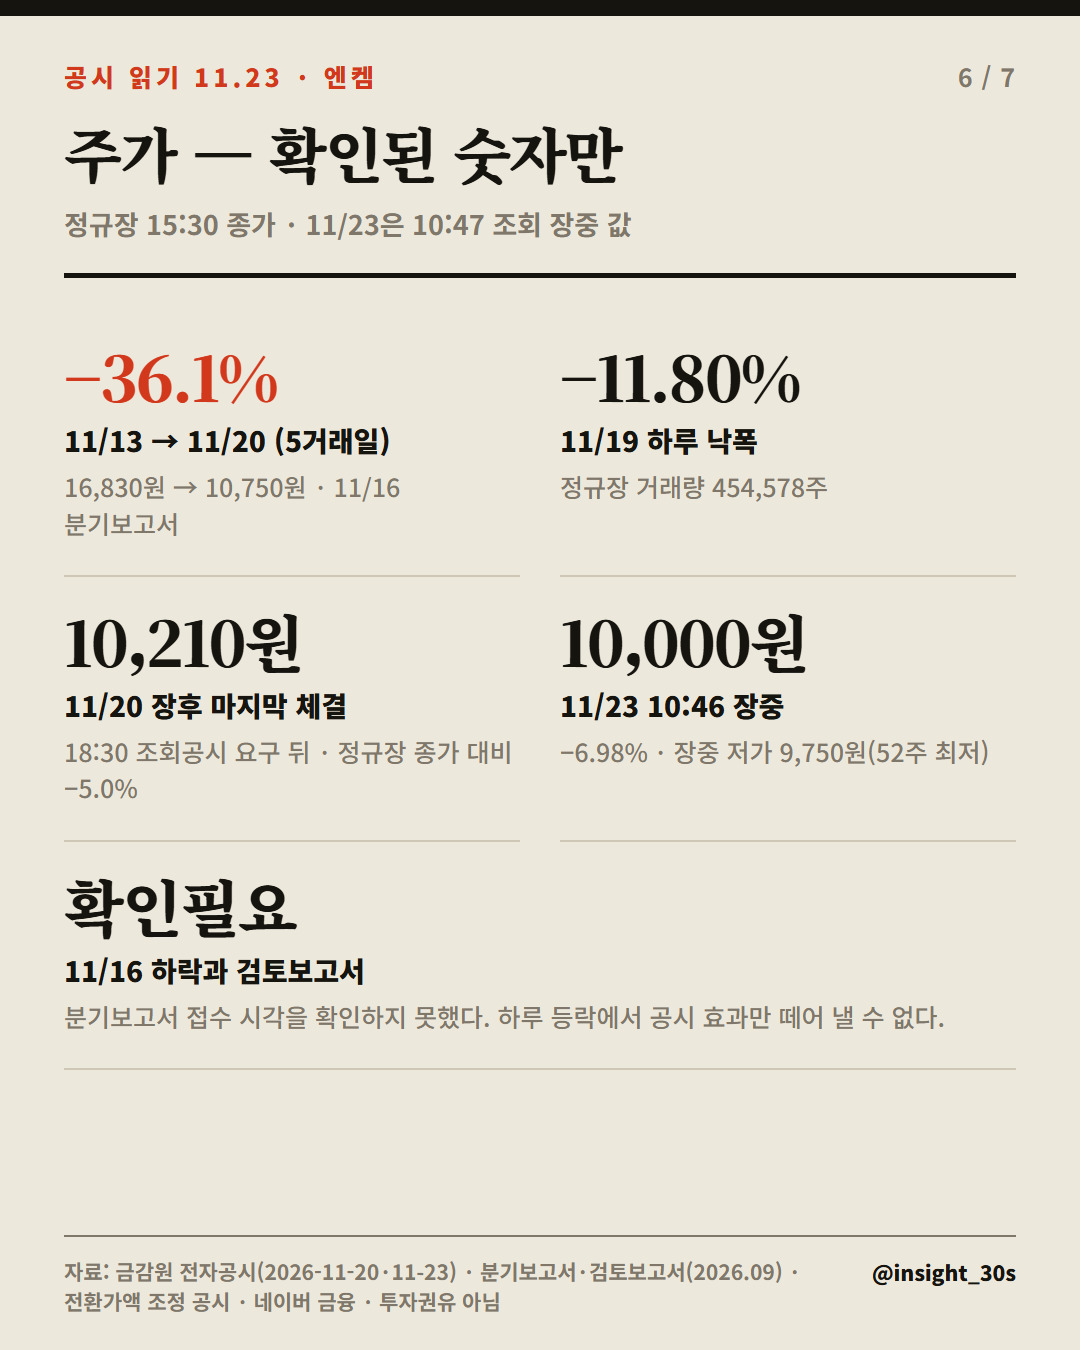 공시 읽기 11.23 · 엔켐
6 / 7
주가 — 확인된 숫자만
정규장 15:30 종가 · 11/23은 10:47 조회 장중 값
−36.1%
11/13 → 11/20 (5거래일)
16,830원 → 10,750원 · 11/16
분기보고서
−11.80%
11/19 하루 낙폭
정규장 거래량 454,578주
10,210원
11/20 장후 마지막 체결
18:30 조회공시 요구 뒤 · 정규장 종가 대비
−5.0%
10,000원
11/23 10:46 장중
−6.98% · 장중 저가 9,750원(52주 최저)
확인필요
11/16 하락과 검토보고서
분기보고서 접수 시각을 확인하지 못했다. 하루 등락에서 공시 효과만 떼어 낼 수 없다.
자료: 금감원 전자공시(2026-11-20·11-23) · 분기보고서·검토보고서(2026.09) ·
전환가액 조정 공시 · 네이버 금융 · 투자권유 아님
@insight_30s